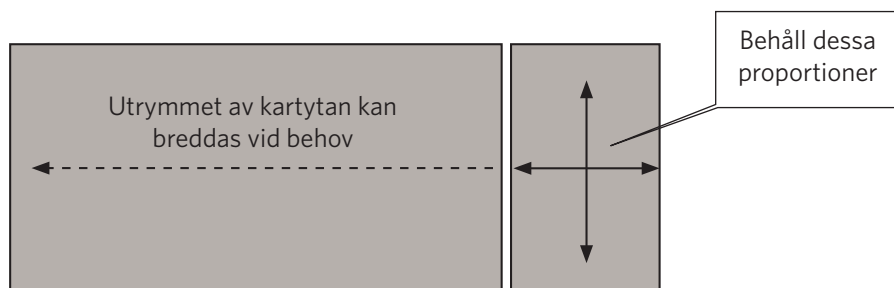 Utrymmet av kartytan kan
breddas vid behov
Behåll dessa
proportioner